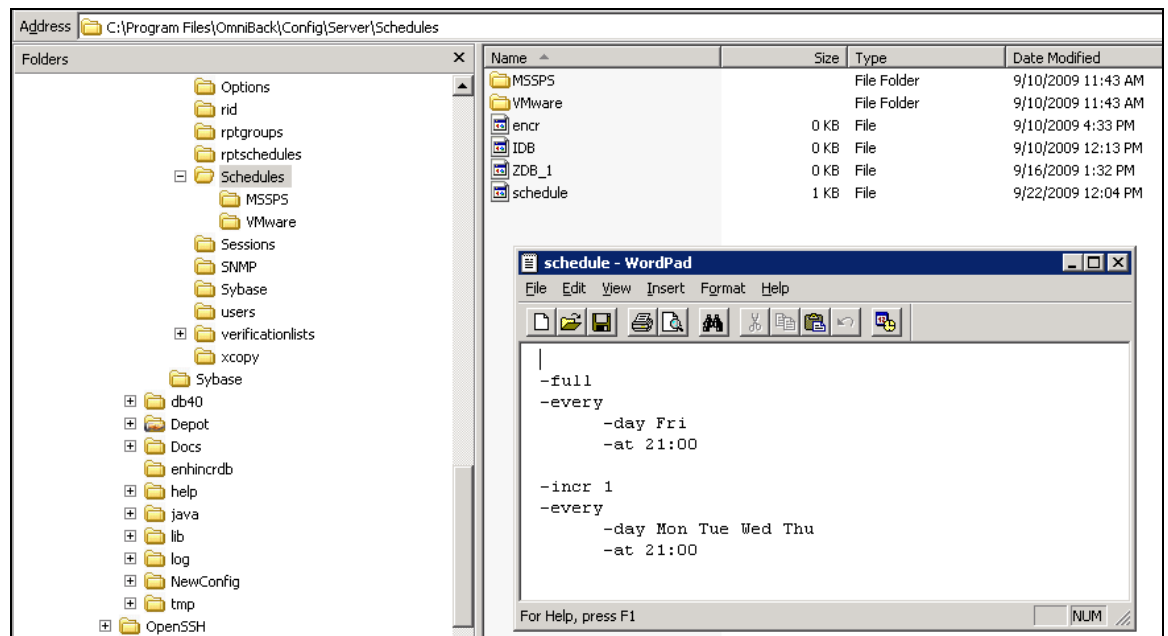 Address C:\Program Files\OmniBack\Config\Server\Schedules
Folders
Options
rid
rptgroups
rptschedules
Schedules
MSSPS
VMware
Sessions
SNMP
Sybase
users
verificationlists
xcopy
Sybase
db40
Depot
Docs
enhincrdb
help
java
lib
log
NewConfig
tmp
OpenSSH
Name Size Type Date Modified
MSSPS File Folder 9/10/2009 11:43 AM
VMware File Folder 9/10/2009 11:43 AM
encr 0 KB File 9/10/2009 4:33 PM
IDB 0 KB File 9/10/2009 12:13 PM
ZDB_1 0 KB File 9/16/2009 1:32 PM
schedule 1 KB File 9/22/2009 12:04 PM
schedule - WordPad
File Edit View Insert Format Help
-full
-every
-day Fri
-at 21:00
-incr 1
-every
-day Mon Tue Wed Thu
-at 21:00
For Help, press F1 NUM